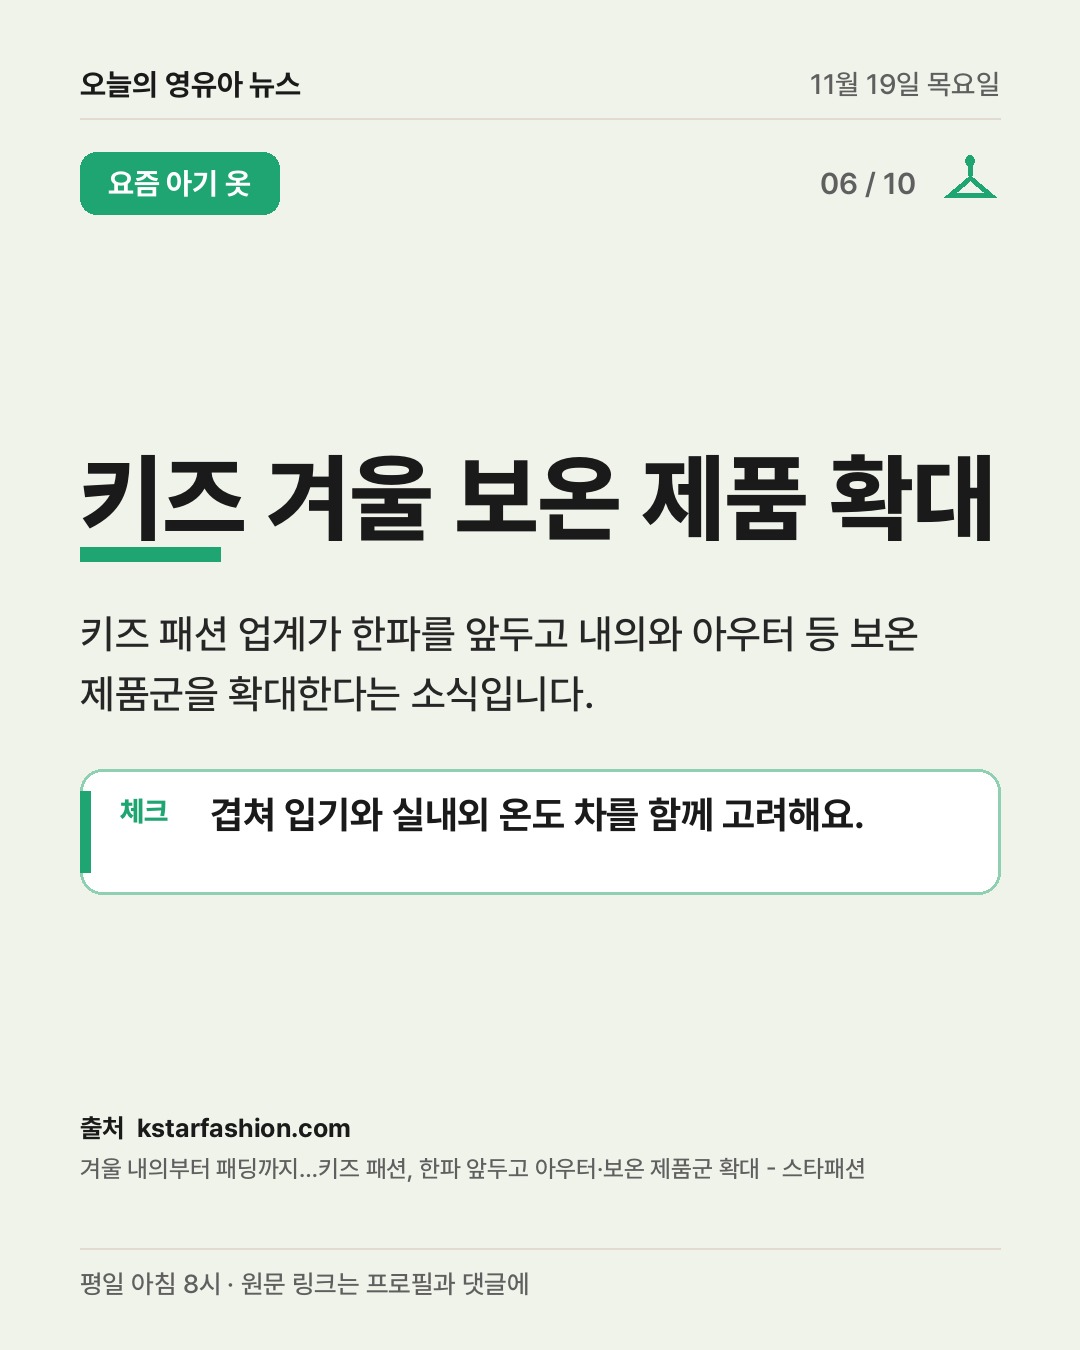 오늘의 영유아 뉴스
11월 19일 목요일
요즘 아기 옷
06 / 10
키즈 겨울 보온 제품 확대
키즈 패션 업계가 한파를 앞두고 내의와 아우터 등 보온
제품군을 확대한다는 소식입니다.
체크 겹쳐 입기와 실내외 온도 차를 함께 고려해요.
출처 kstarfashion.com
겨울 내의부터 패딩까지...키즈 패션, 한파 앞두고 아우터·보온 제품군 확대 - 스타패션
평일 아침 8시 · 원문 링크는 프로필과 댓글에